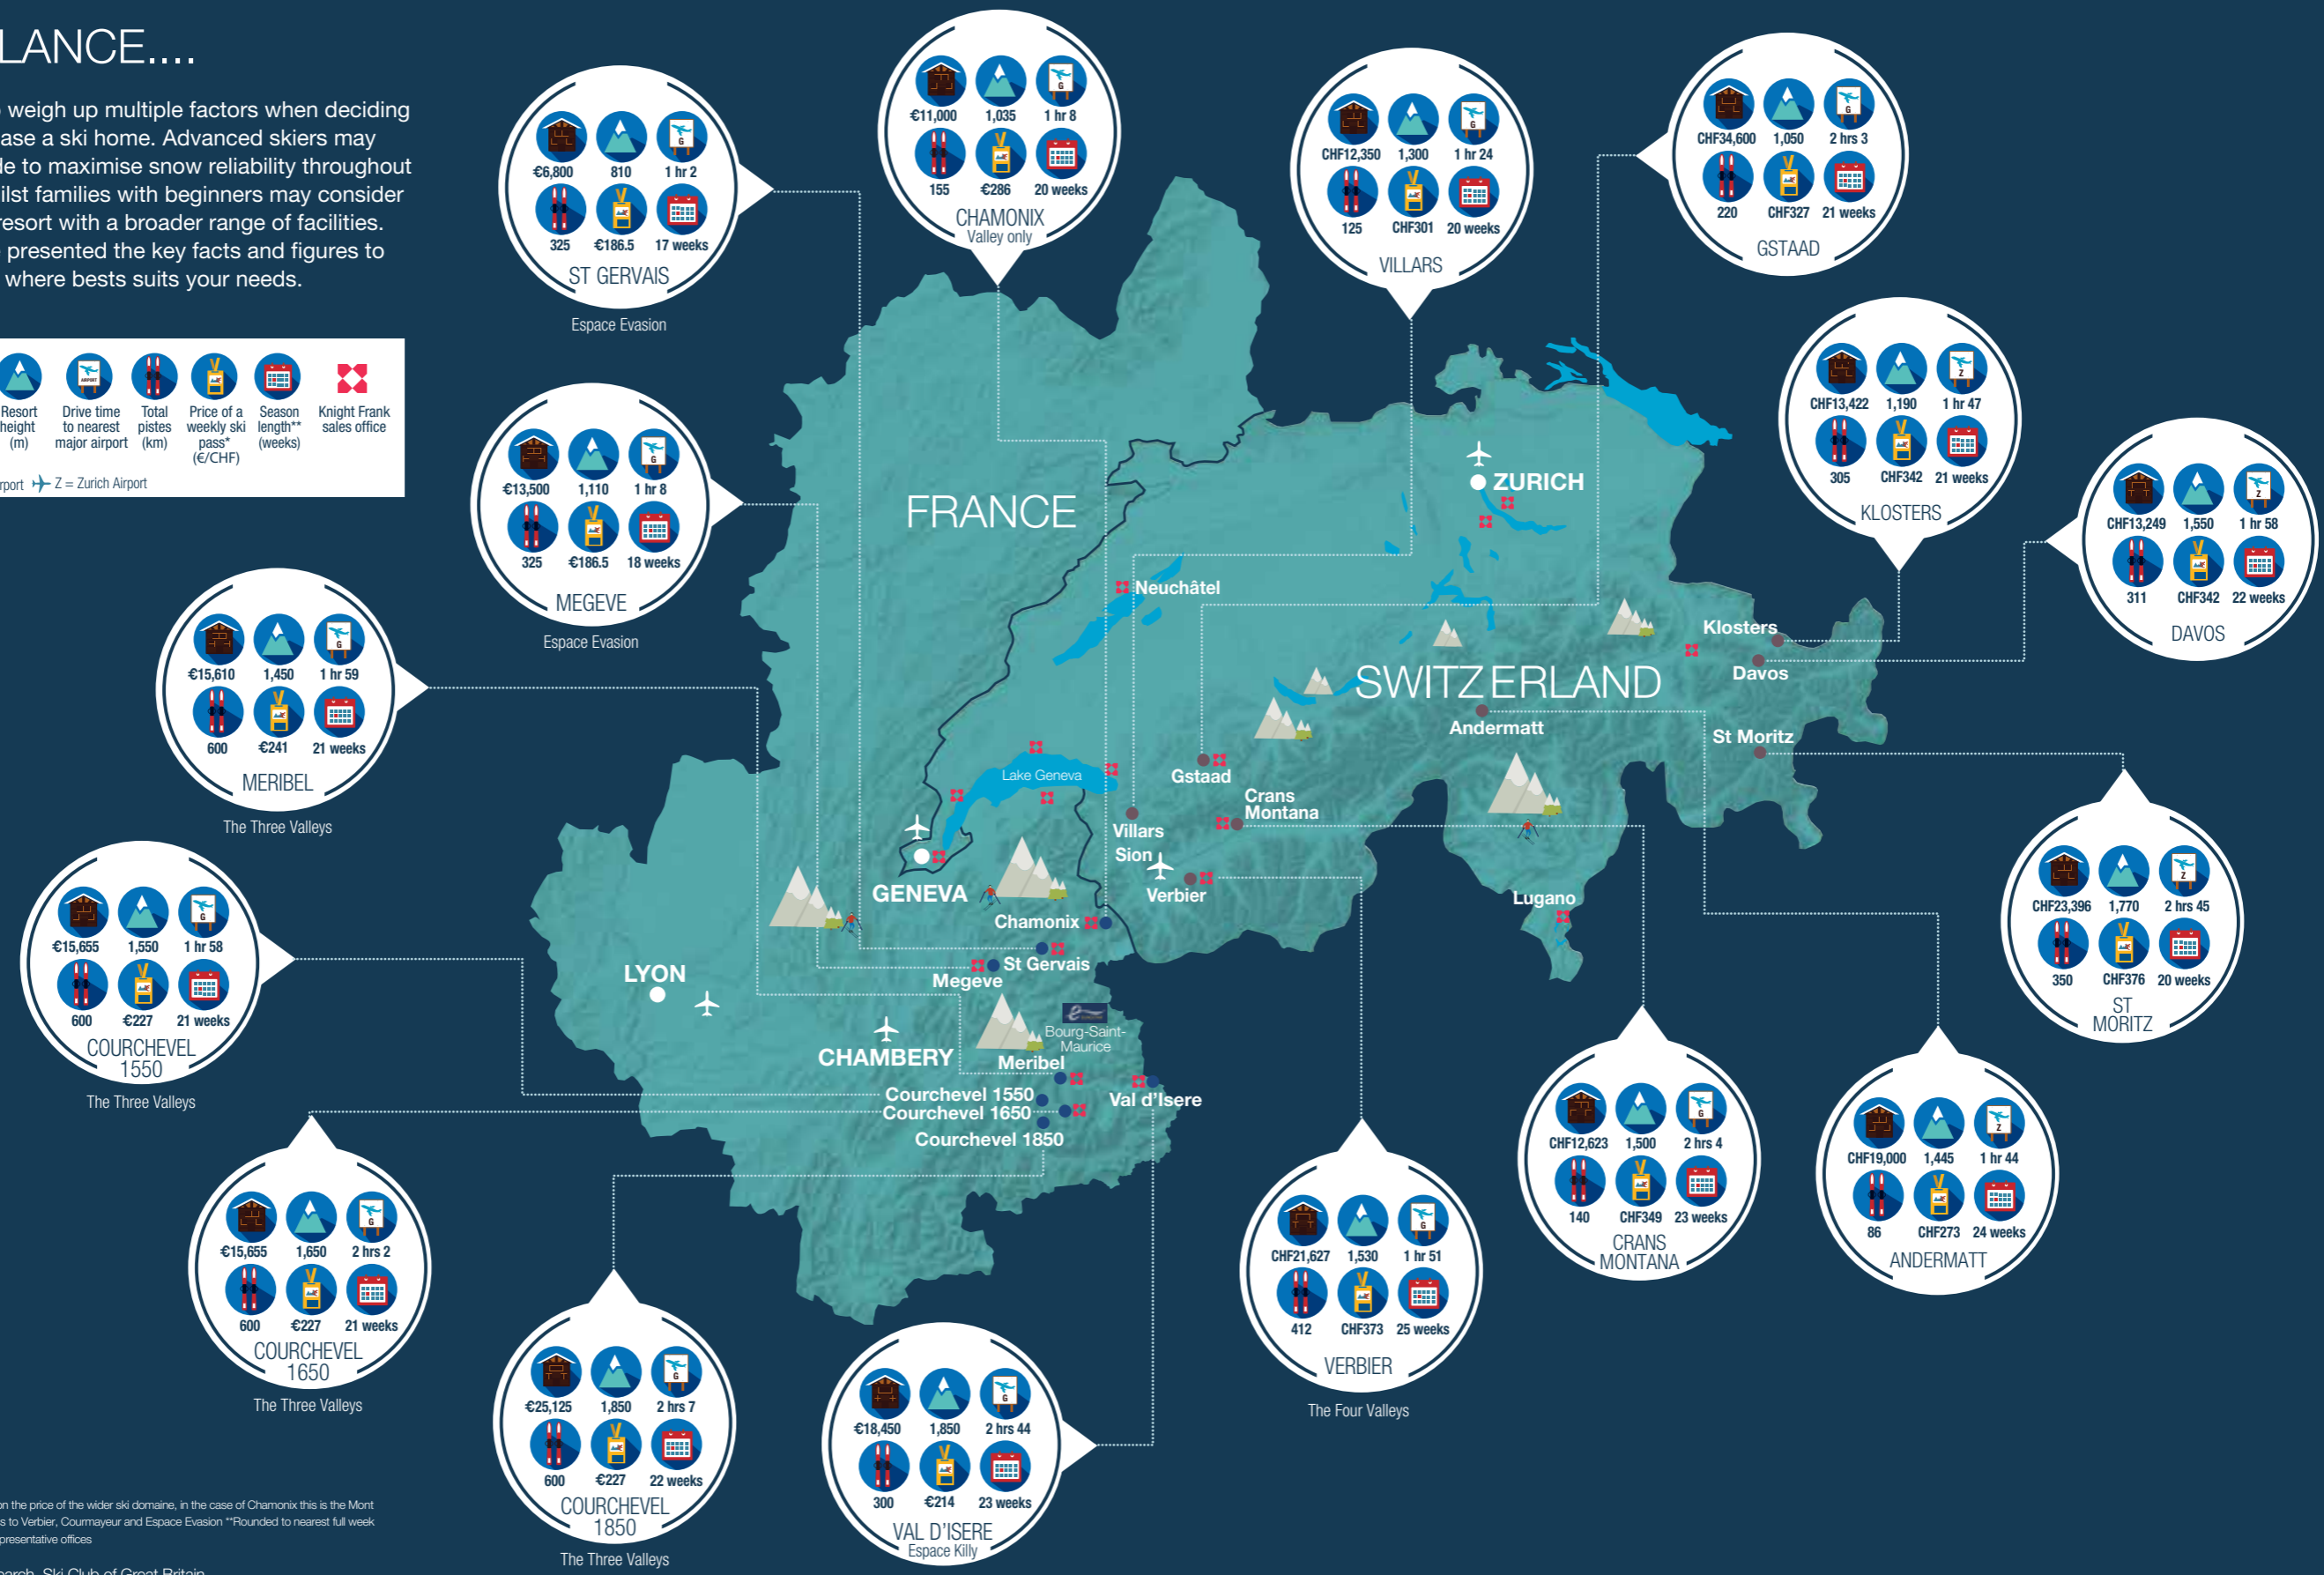 LANCE....
weigh up multiple factors when deciding
ase a ski home. Advanced skiers may
de to maximise snow reliability throughout
ilst families with beginners may consider
resort with a broader range of facilities.
presented the key facts and figures to
where bests suits your needs.
Resort height (m)
Drive time to nearest major airport
AIRPORT
Total pistes (km)
Price of a weekly ski pass* (€/CHF)
Season length** (weeks)
Knight Frank sales office
rport Z = Zurich Airport
G
€6,800 810 1 hr 2
325 €186.5 17 weeks
ST GERVAIS
Espace Evasion
G
€11,000 1,035 1 hr 8
155 €286 20 weeks
CHAMONIX
Valley only
G
CHF12,350 1,300 1 hr 24
125 CHF301 20 weeks
VILLARS
G
CHF34,600 1,050 2 hrs 3
220 CHF327 21 weeks
GSTAAD
Z
CHF13,422 1,190 1 hr 47
305 CHF342 21 weeks
KLOSTERS
Z
CHF13,249 1,550 1 hr 58
311 CHF342 22 weeks
DAVOS
G
€13,500 1,110 1 hr 8
325 €186.5 18 weeks
MEGEVE
Espace Evasion
G
€15,610 1,450 1 hr 59
600 €241 21 weeks
MERIBEL
The Three Valleys
G
€15,655 1,550 1 hr 58
600 €227 21 weeks
COURCHEVEL
1550
The Three Valleys
G
€15,655 1,650 2 hrs 2
600 €227 21 weeks
COURCHEVEL
1650
The Three Valleys
G
€25,125 1,850 2 hrs 7
600 €227 22 weeks
COURCHEVEL
1850
The Three Valleys
G
€18,450 1,850 2 hrs 44
300 €214 23 weeks
VAL D'ISERE
Espace Killy
G
CHF21,627 1,530 1 hr 51
412 CHF373 25 weeks
VERBIER
The Four Valleys
G
CHF12,623 1,500 2 hrs 4
140 CHF349 23 weeks
CRANS
MONTANA
Z
CHF19,000 1,445 1 hr 44
86 CHF273 24 weeks
ANDERMATT
Z
CHF23,396 1,770 2 hrs 45
350 CHF376 20 weeks
ST
MORITZ
FRANCE
ZURICH
Neuchâtel
SWITZERLAND
Klosters
Davos
Andermatt
St Moritz
Lake Geneva
Gstaad
Crans
Montana
Villars
Sion
Verbier
GENEVA
Lugano
Chamonix
St Gervais
Megeve
LYON
Bourg-Saint-
Maurice
CHAMBERY
Meribel
Courchevel 1550
Val d'Isere
Courchevel 1650
Courchevel 1850
on the price of the wider ski domaine, in the case of Chamonix this is the Mont
s to Verbier, Courmayeur and Espace Evasion **Rounded to nearest full week
presentative offices
earch, Ski Club of Great Britain